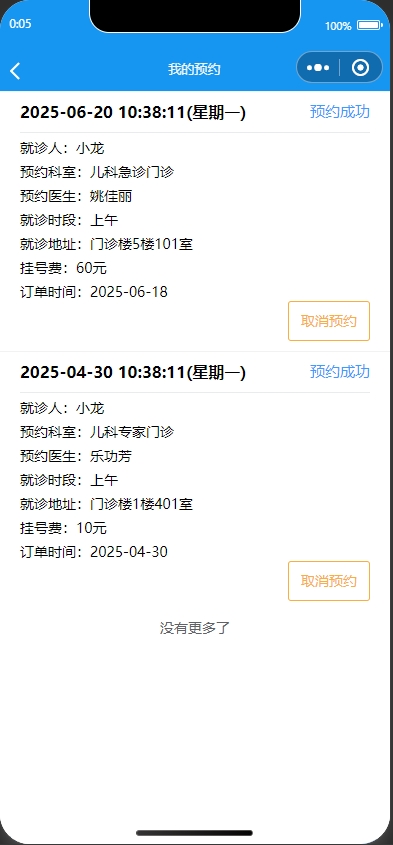 0:05
100%
我的预约
2025-06-20 10:38:11(星期一)
预约成功
就诊人：小龙
预约科室：儿科急诊门诊
预约医生：姚佳丽
就诊时段：上午
就诊地址：门诊楼5楼101室
挂号费：60元
订单时间：2025-06-18
取消预约
2025-04-30 10:38:11(星期一)
预约成功
就诊人：小龙
预约科室：儿科专家门诊
预约医生：乐功芳
就诊时段：上午
就诊地址：门诊楼1楼401室
挂号费：10元
订单时间：2025-04-30
取消预约
没有更多了